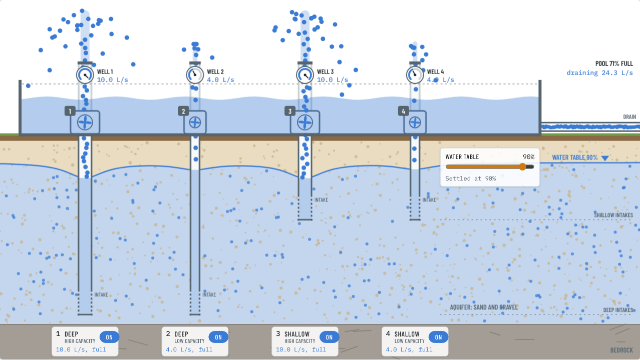 WELL 1
10.0 L/s
WELL 2
4.0 L/s
WELL 3
10.0 L/s
WELL 4
4.0 L/s
POOL 71% FULL
draining 24.3 L/s
1
2
3
4
DRAIN
WATER TABLE 90%
Settled at 90%
WATER TABLE 90%
INTAKE
INTAKE
SHALLOW INTAKES
INTAKE
INTAKE
AQUIFER: SAND AND GRAVEL
DEEP INTAKES
1 DEEP
HIGH CAPACITY
ON
10.0 L/s, full
2 DEEP
LOW CAPACITY
ON
4.0 L/s, full
3 SHALLOW
HIGH CAPACITY
ON
10.0 L/s, full
4 SHALLOW
LOW CAPACITY
ON
4.0 L/s, full
BEDROCK